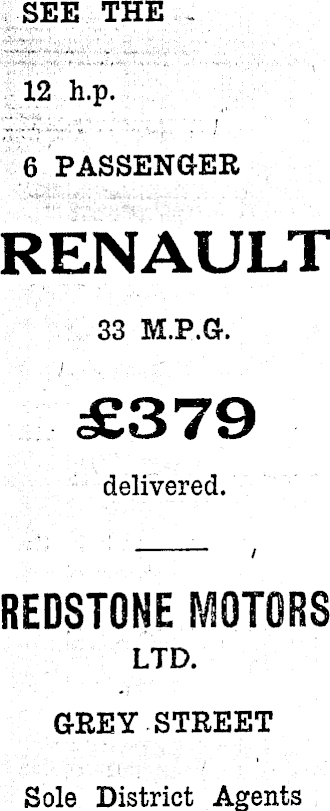 SEE THE
12 h.p.
6 PASSENGER
RENAULT
33 M.P.G.
£379
delivered.
REDSTONE MOTORS
LTD.
GREY STREET
Sole District Agents